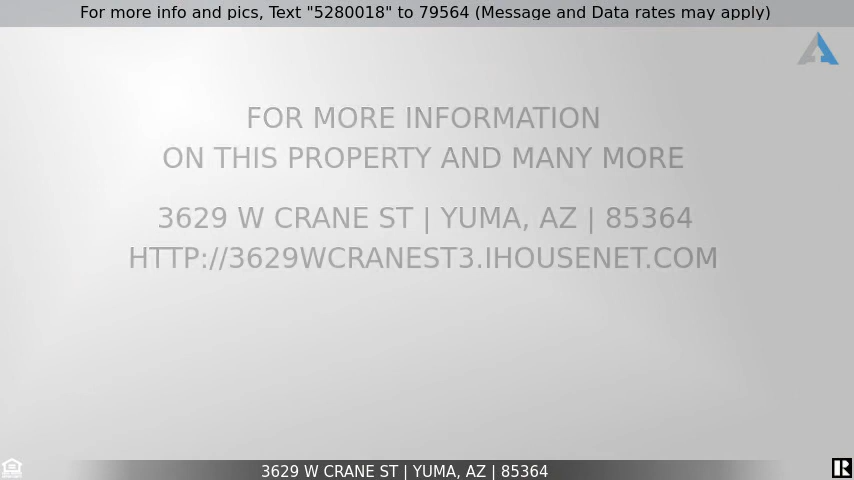 For more info and pics, Text "5280018" to 79564 (Message and Data rates may apply)
FOR MORE INFORMATION
ON THIS PROPERTY AND MANY MORE
3629 W CRANE ST | YUMA, AZ | 85364
HTTP://3629WCRANEST3.IHOUSENET.COM
3629 W CRANE ST | YUMA, AZ | 85364